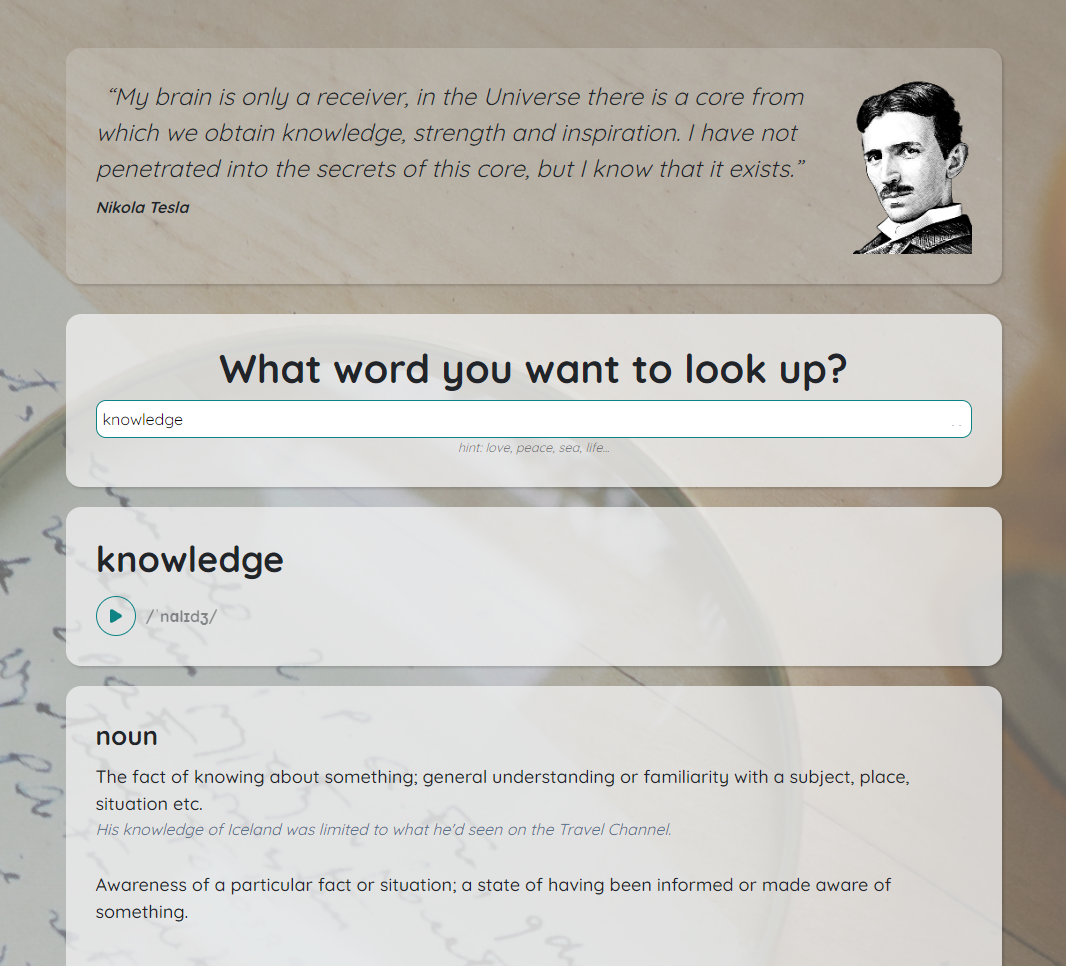 “My brain is only a receiver, in the Universe there is a core from
which we obtain knowledge, strength and inspiration. I have not
penetrated into the secrets of this core, but I know that it exists.”
Nikola Tesla
What word you want to look up?
knowledge
hint: love, peace, sea, life...
knowledge
/ˈnɑlɪdʒ/
noun
The fact of knowing about something; general understanding or familiarity with a subject, place,
situation etc.
His knowledge of Iceland was limited to what he'd seen on the Travel Channel.
Awareness of a particular fact or situation; a state of having been informed or made aware of
something.